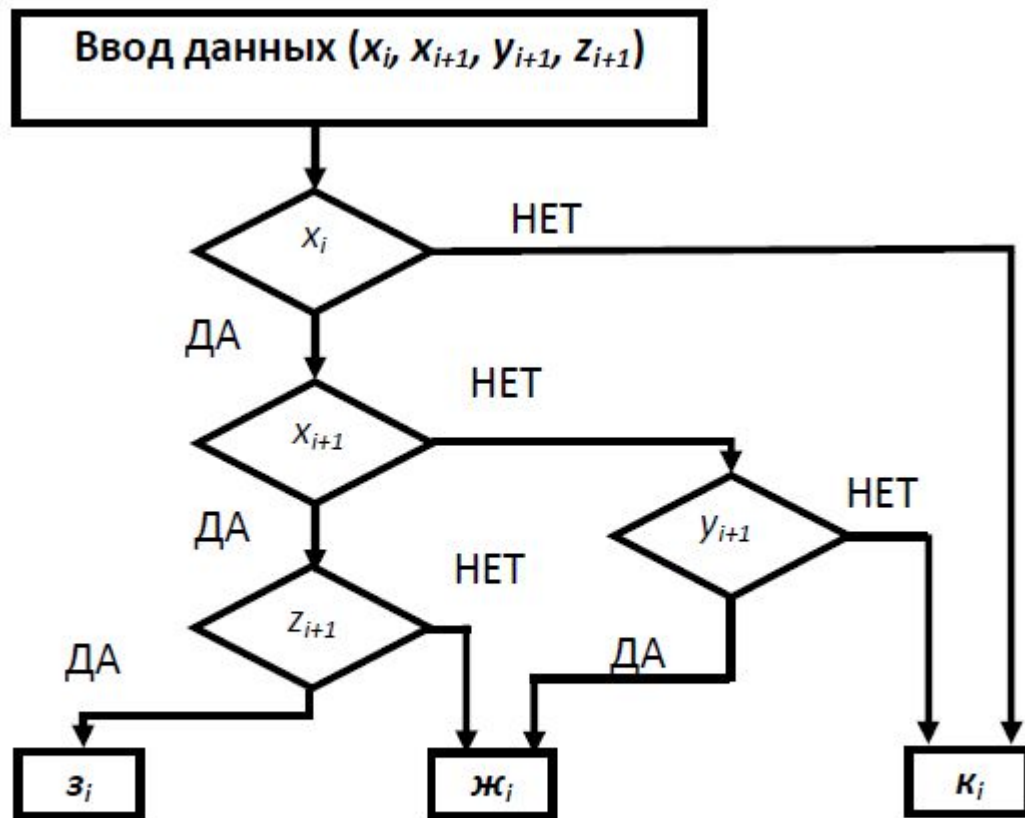 Ввод данных (xᵢ, xᵢ₊₁, yᵢ₊₁, zᵢ₊₁)
НЕТ
xᵢ
ДА
НЕТ
xᵢ₊₁
НЕТ
yᵢ₊₁
ДА
НЕТ
zᵢ₊₁
ДА
ДА
зᵢ
жᵢ
кᵢ